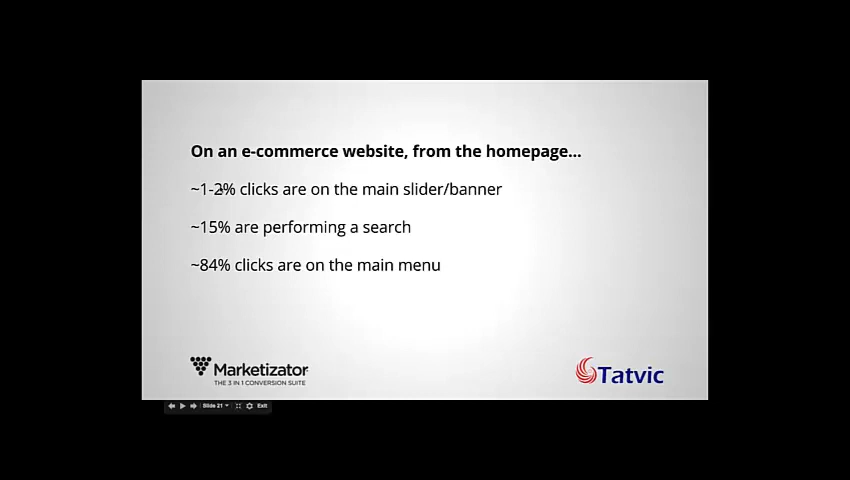 On an e-commerce website, from the homepage...
~1-2% clicks are on the main slider/banner
~15% are performing a search
~84% clicks are on the main menu
Marketizator
THE 3 IN 1 CONVERSION SUITE
Tatvic
Slide 21
Exit